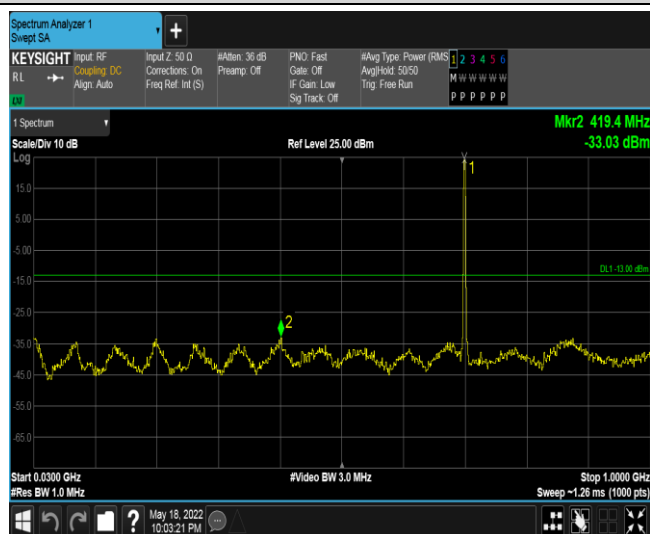 Spectrum Analyzer 1
Swept SA
+
KEYSIGHT
RL
LXI
Input: RF
Coupling: DC
Align: Auto
Input Z: 50 Ω
Corrections: On
Freq Ref: Int (S)
#Atten: 36 dB
Preamp: Off
PNO: Fast
Gate: Off
IF Gain: Low
Sig Track: Off
#Avg Type: Power (RMS
Avg|Hold: 50/50
Trig: Free Run
1 2 3 4 5 6
M W W W W W
P P P P P P
1 Spectrum
Mkr2 419.4 MHz
-33.03 dBm
Scale/Div 10 dB
Ref Level 25.00 dBm
Log
1
15.0
5.00
-5.00
DL1 -13.00 dBm
-15.0
-25.0
2
-35.0
-45.0
-55.0
-65.0
Start 0.0300 GHz
#Video BW 3.0 MHz
Stop 1.0000 GHz
#Res BW 1.0 MHz
Sweep ~1.26 ms (1000 pts)
?
May 18, 2022
10:03:21 PM